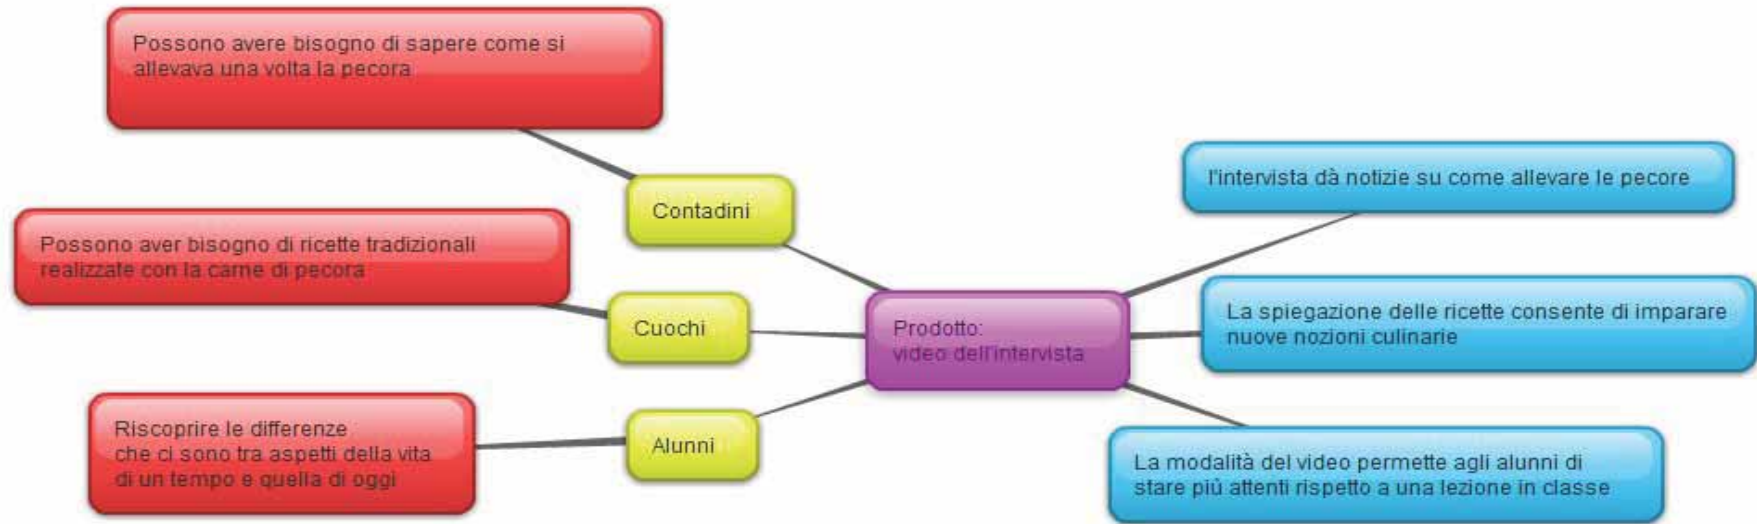 Possono avere bisogno di sapere come si
allevava una volta la pecora
Contadini
Possono aver bisogno di ricette tradizionali
realizzate con la carne di pecora
Cuochi
Riscoprire le differenze
che ci sono tra aspetti della vita
di un tempo e quella di oggi
Alunni
Prodotto:
video dell'intervista
l'intervista dà notizie su come allevare le pecore
La spiegazione delle ricette consente di imparare
nuove nozioni culinarie
La modalità del video permette agli alunni di
stare più attenti rispetto a una lezione in classe